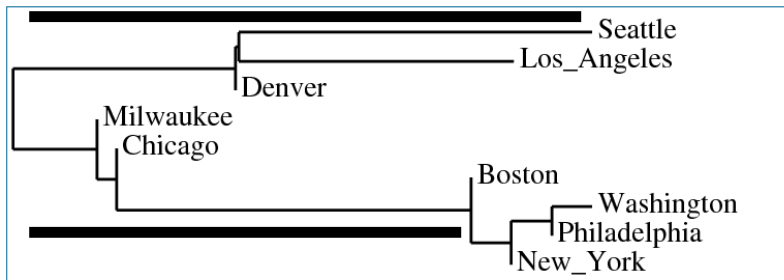 Seattle
Los_Angeles
Denver
Milwaukee
Chicago
Boston
Washington
Philadelphia
New_York